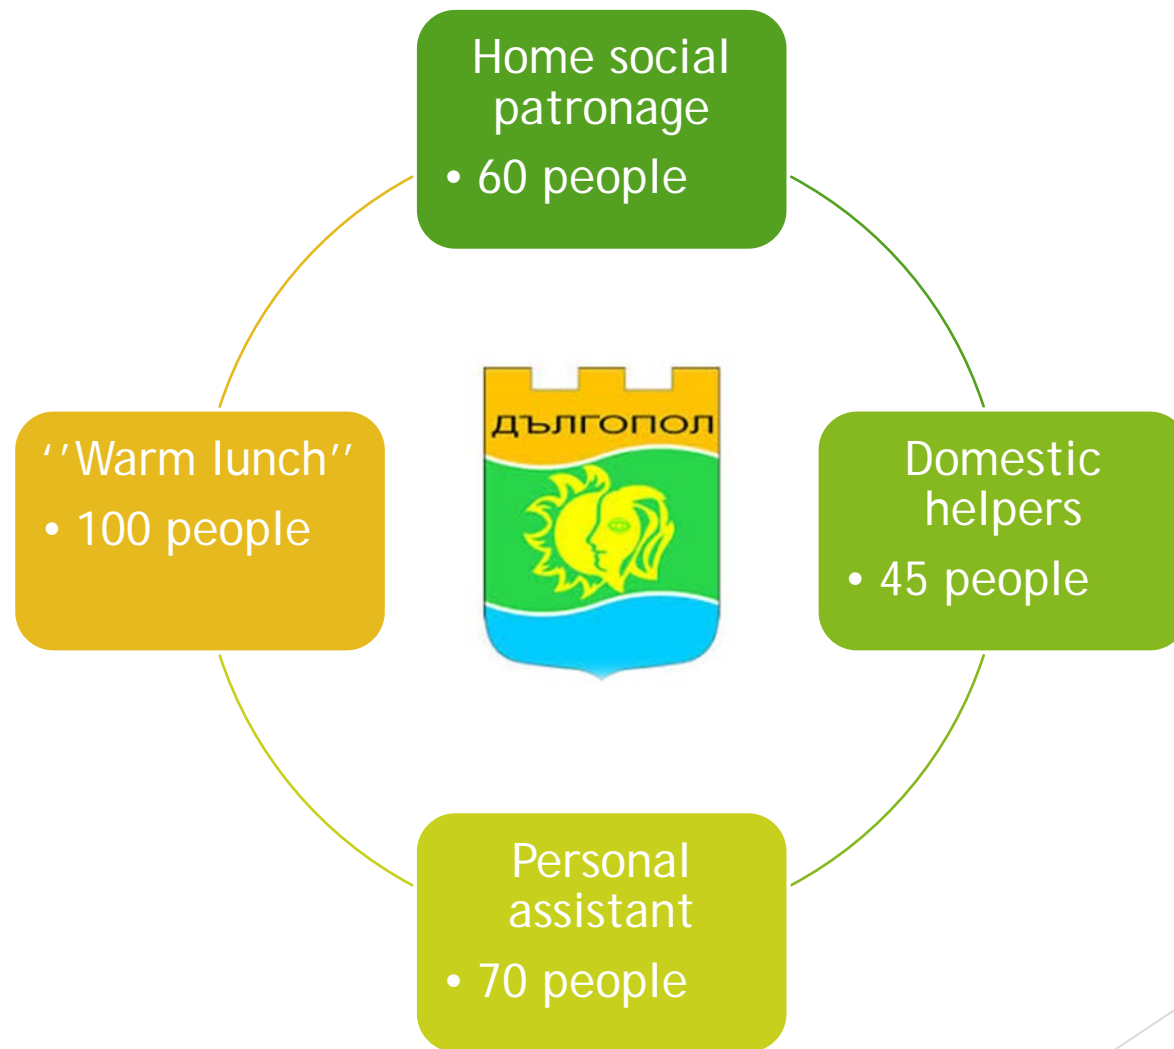 Home social
patronage
• 60 people
Domestic
helpers
• 45 people
Personal
assistant
• 70 people
‘’Warm lunch’’
• 100 people
ДЪЛГОПОЛ